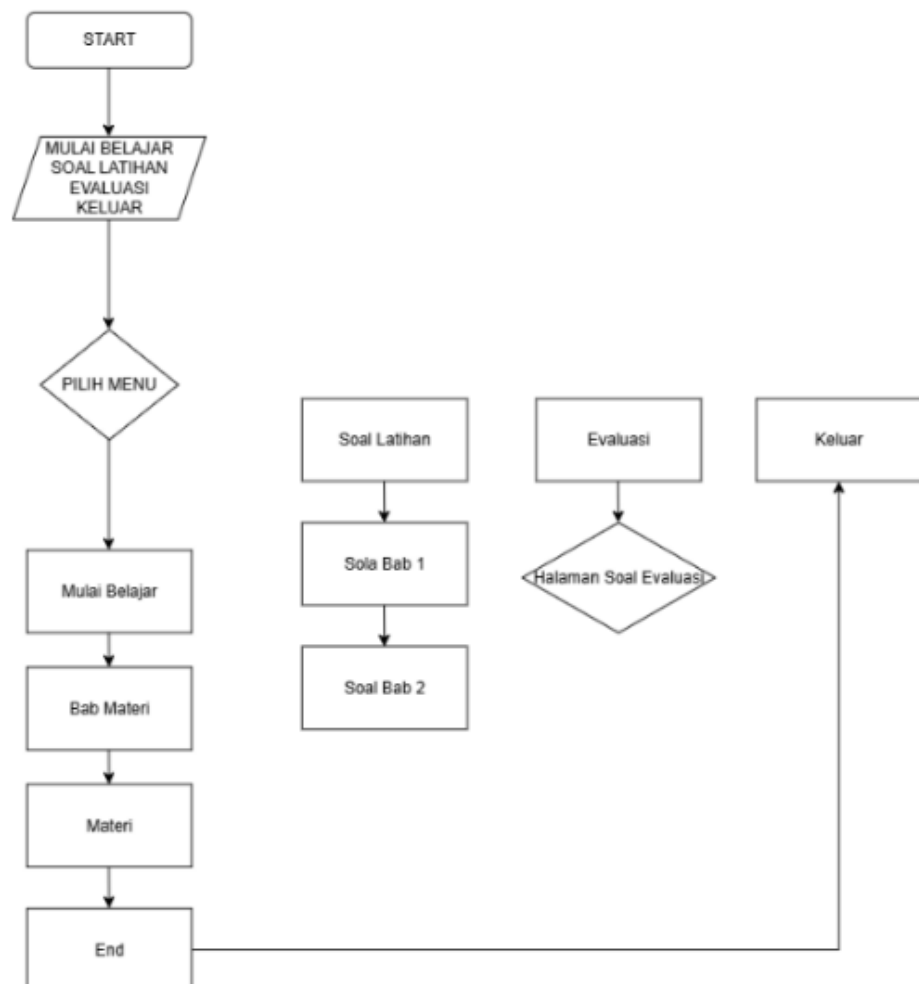 START
MULAI BELAJAR
SOAL LATIHAN
EVALUASI
KELUAR
PILIH MENU
Mulai Belajar
Bab Materi
Materi
End
Soal Latihan
Sola Bab 1
Soal Bab 2
Evaluasi
Halaman Soal Evaluasi
Keluar